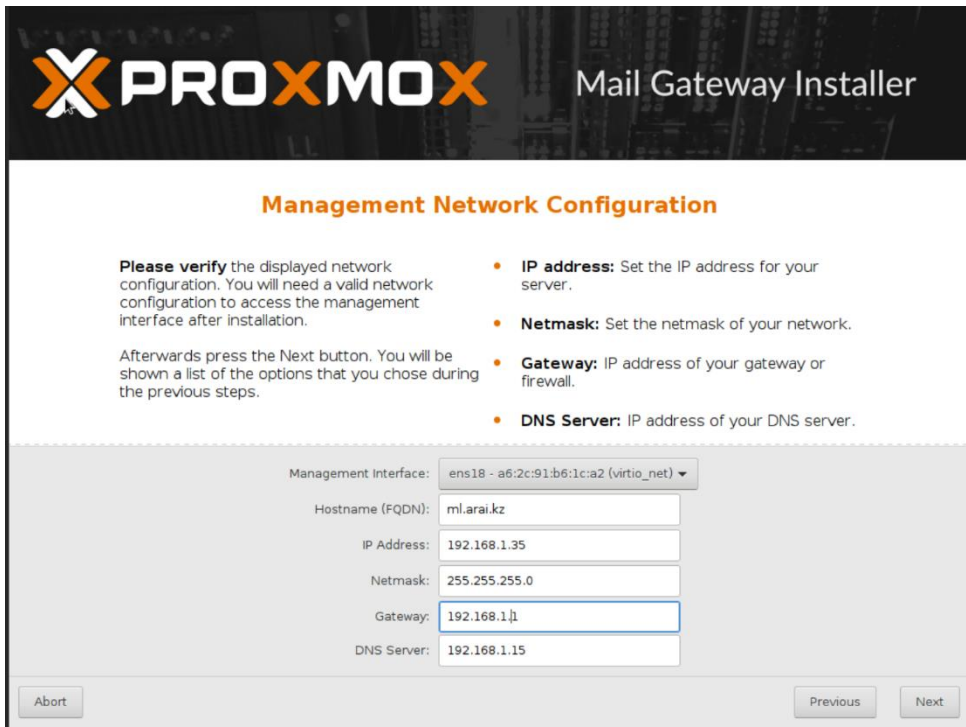 PROXMOX Mail Gateway Installer
Management Network Configuration
Please verify the displayed network
configuration. You will need a valid network
configuration to access the management
interface after installation.
Afterwards press the Next button. You will be
shown a list of the options that you chose during
the previous steps.
• IP address: Set the IP address for your
server.
• Netmask: Set the netmask of your network.
• Gateway: IP address of your gateway or
firewall.
• DNS Server: IP address of your DNS server.
Management Interface: ens18 - a6:2c:91:b6:1c:a2 (virtio_net)
Hostname (FQDN): ml.arai.kz
IP Address: 192.168.1.35
Netmask: 255.255.255.0
Gateway: 192.168.1.1
DNS Server: 192.168.1.15
Abort Previous Next